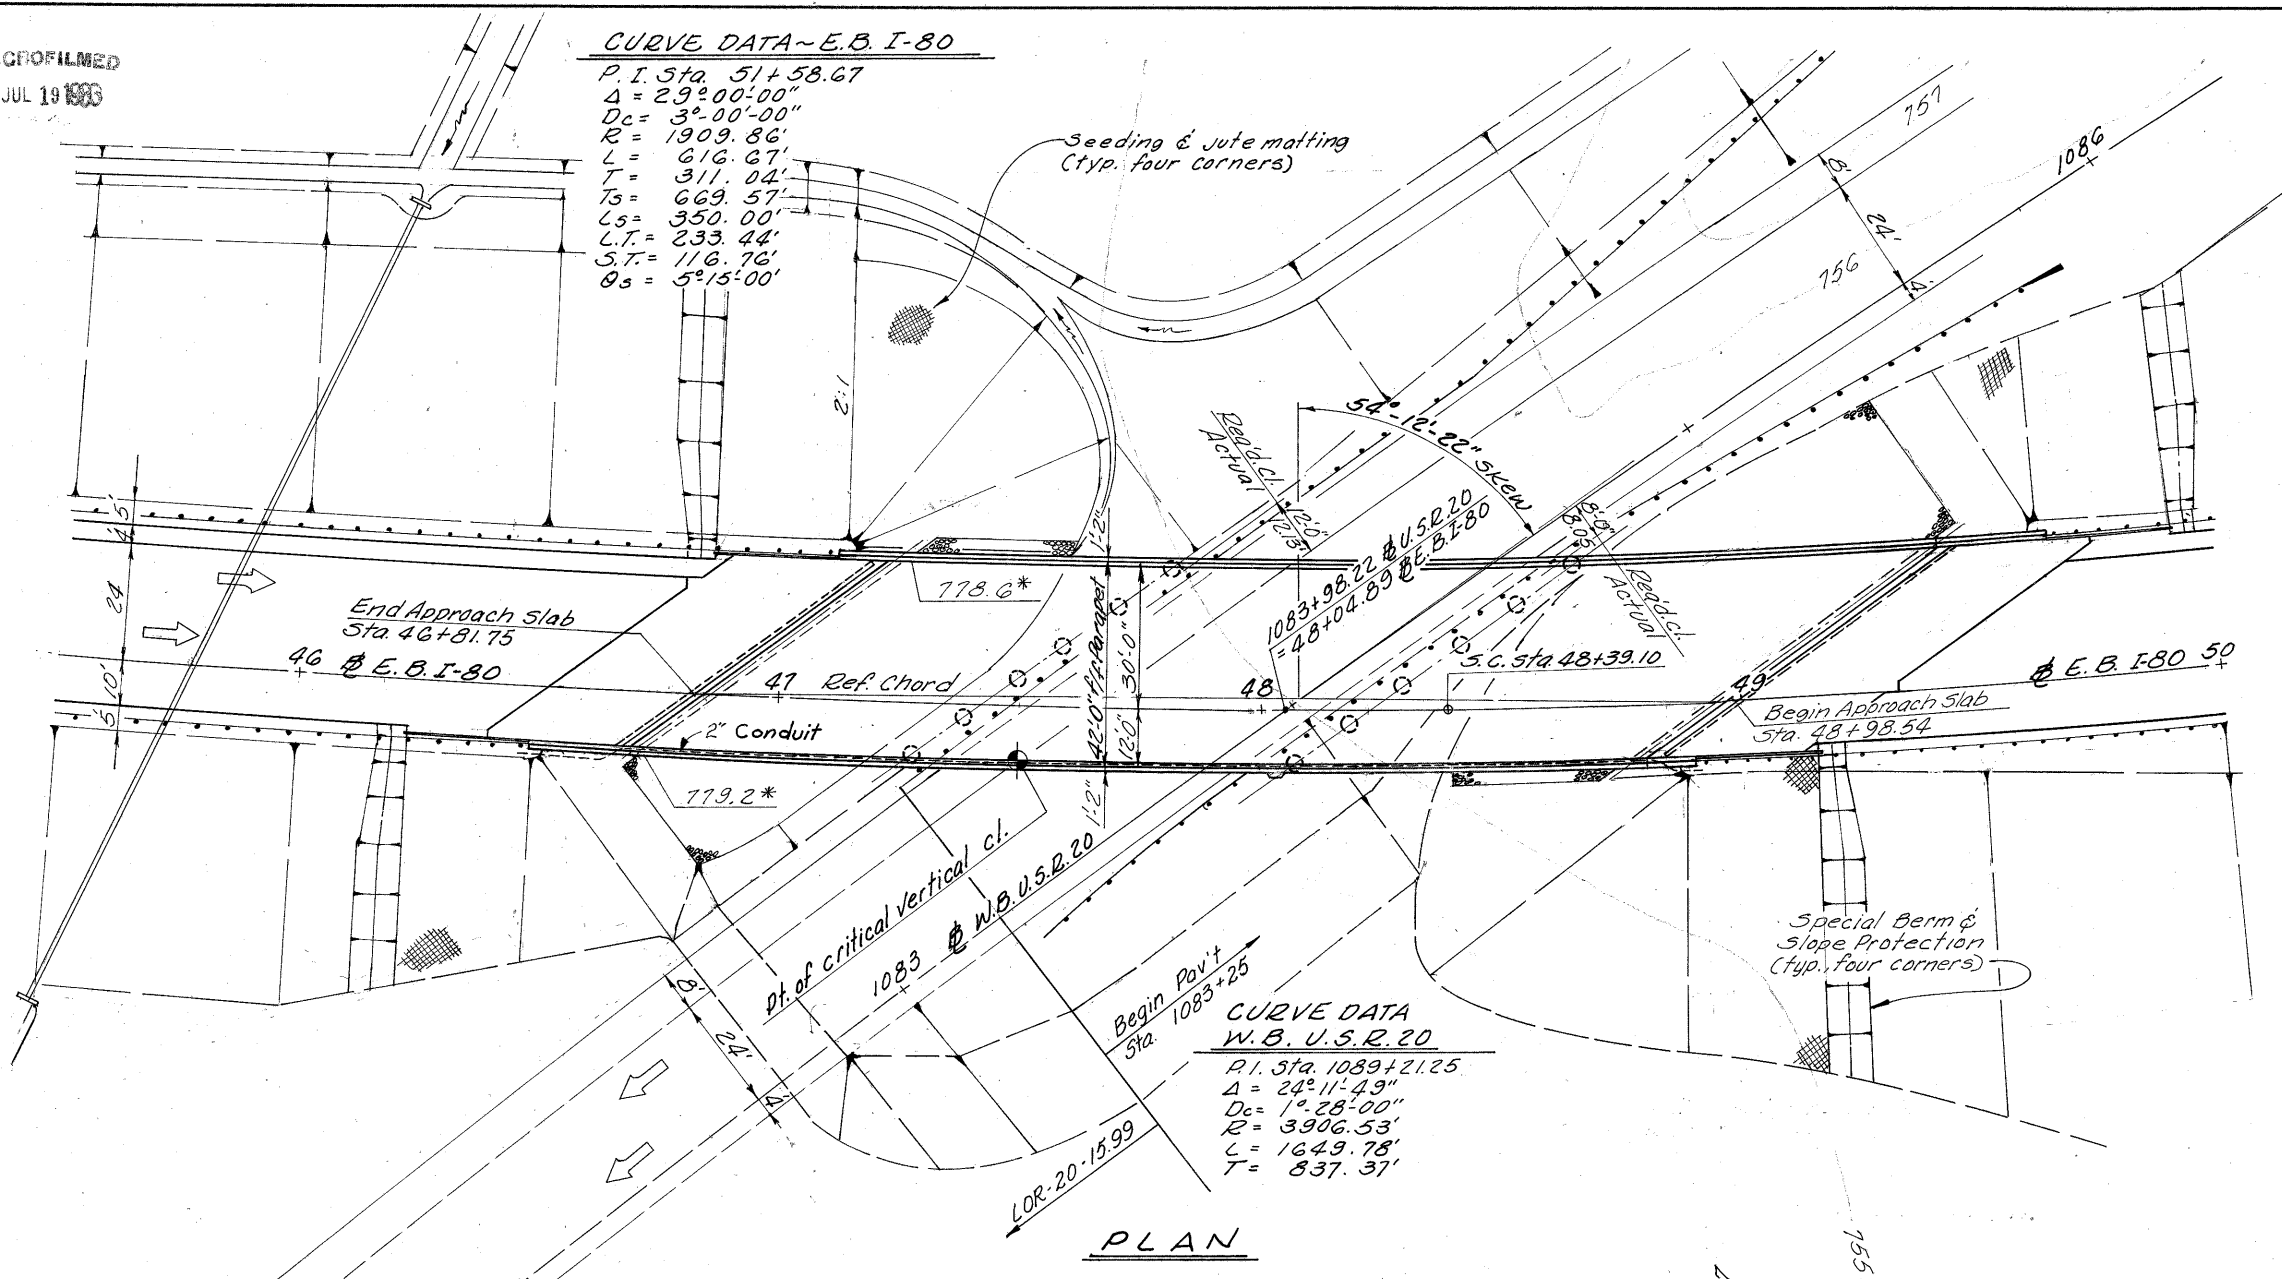 CROFILMED
JUL 19 1983
CURVE DATA~E.B. I-80
P.I. Sta. 51+58.67
Δ = 29°-00'-00"
Dc = 3°-00'-00"
R = 1909.86'
L = 616.67'
T = 311.04'
Ts = 669.57'
Ls = 350.00'
L.T. = 233.44'
S.T. = 116.76'
Θs = 5°-15'-00'
Seeding & Jute matting
(typ. four corners)
757
1086
8'
24'
4'
756
2:1
54°-12'-22" Skew
Req'd. cl.
Actual
12'-0"
12.13'
1083+98.22 ℄ U.S.R.20
=48+04.89 ℄ E.B. I-80
8'-0"
8.05'
Req'd. cl.
Actual
5'
4'
24
10'
5'
End Approach Slab
Sta. 46+81.75
46 ℄ E.B. I-80
778.6*
1'-2"
42'-0" f/f Parapet
30'-0"
12'-0"
1'-2"
47 Ref. Chord
48
S.C. Sta. 48+39.10
49
℄ E.B. I-80 50
Begin Approach Slab
Sta. 48+98.54
2" Conduit
779.2*
Pt. of critical vertical cl.
1083 ℄ W.B. U.S.R. 20
8'
24'
4'
Begin Pav't
Sta. 1083+25
Special Berm &
Slope Protection
(typ., four corners)
CURVE DATA
W.B. U.S.R. 20
P.I. Sta. 1089+21.25
Δ = 24°-11'-49"
Dc = 1°-28'-00"
R = 3906.53'
L = 1649.78'
T = 837.37'
LOR-20-15.99
PLAN
755